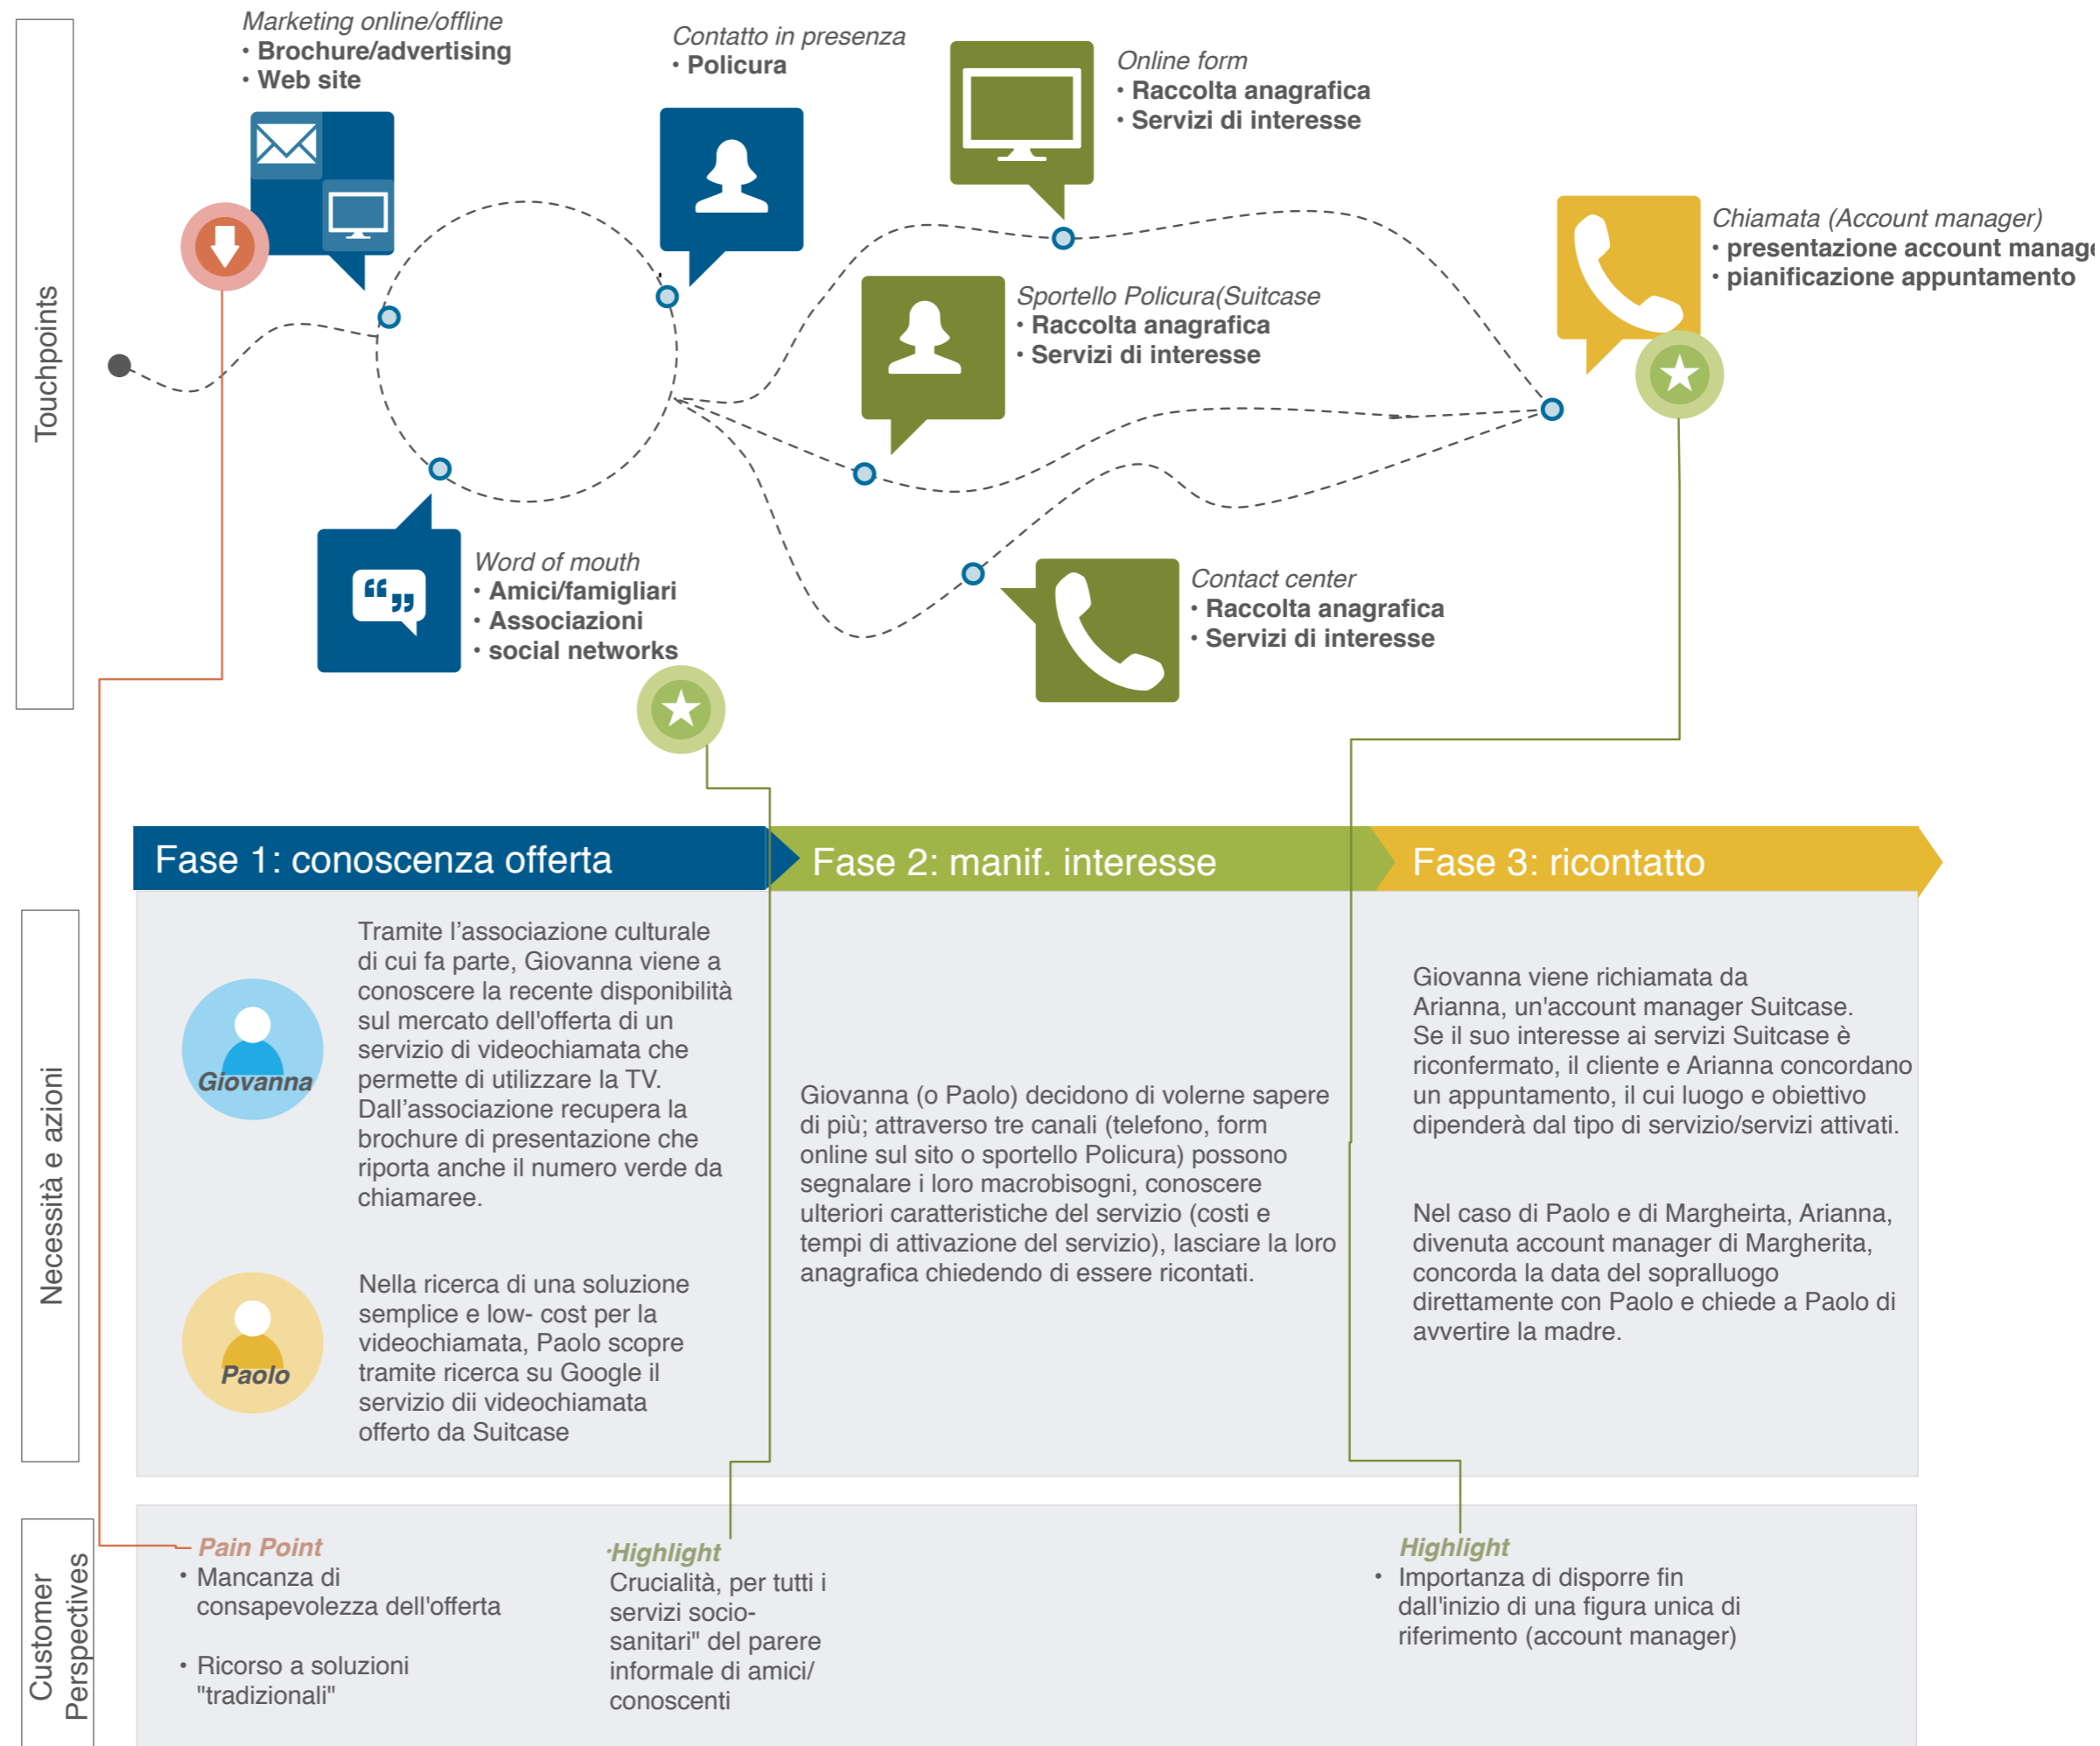 Marketing online/offline
• Brochure/advertising
• Web site
Contatto in presenza
• Policura
Online form
• Raccolta anagrafica
• Servizi di interesse
Chiamata (Account manager)
• presentazione account manage
• pianificazione appuntamento
Sportello Policura(Suitcase
• Raccolta anagrafica
• Servizi di interesse
Touchpoints
Word of mouth
• Amici/famigliari
• Associazioni
• social networks
Contact center
• Raccolta anagrafica
• Servizi di interesse
Fase 1: conoscenza offerta
Fase 2: manif. interesse
Fase 3: ricontatto
Necessità e azioni
Giovanna
Tramite l'associazione culturale
di cui fa parte, Giovanna viene a
conoscere la recente disponibilità
sul mercato dell'offerta di un
servizio di videochiamata che
permette di utilizzare la TV.
Dall'associazione recupera la
brochure di presentazione che
riporta anche il numero verde da
chiamaree.
Paolo
Nella ricerca di una soluzione
semplice e low- cost per la
videochiamata, Paolo scopre
tramite ricerca su Google il
servizio dii videochiamata
offerto da Suitcase
Giovanna (o Paolo) decidono di volerne sapere
di più; attraverso tre canali (telefono, form
online sul sito o sportello Policura) possono
segnalare i loro macrobisogni, conoscere
ulteriori caratteristiche del servizio (costi e
tempi di attivazione del servizio), lasciare la loro
anagrafica chiedendo di essere ricontati.
Giovanna viene richiamata da
Arianna, un'account manager Suitcase.
Se il suo interesse ai servizi Suitcase è
riconfermato, il cliente e Arianna concordano
un appuntamento, il cui luogo e obiettivo
dipenderà dal tipo di servizio/servizi attivati.
Nel caso di Paolo e di Margheirta, Arianna,
divenuta account manager di Margherita,
concorda la data del sopralluogo
direttamente con Paolo e chiede a Paolo di
avvertire la madre.
Customer
Perspectives
Pain Point
• Mancanza di
consapevolezza dell'offerta
• Ricorso a soluzioni
"tradizionali"
·Highlight
Crucialità, per tutti i
servizi socio-
sanitari" del parere
informale di amici/
conoscenti
Highlight
• Importanza di disporre fin
dall'inizio di una figura unica di
riferimento (account manager)